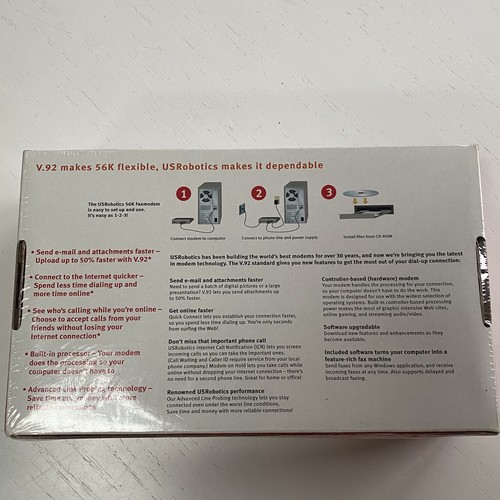 V.92 makes 56K flexible, USRobotics makes it dependable
The USRobotics 56K faxmodem
is easy to set up and use.
It's easy as 1-2-3!
1
2
3
Connect modem to computer
Connect to phone line and power supply
Install files from CD-ROM
• Send e-mail and attachments faster –
Upload up to 50% faster with V.92*
• Connect to the Internet quicker –
Spend less time dialing up and
more time online*
• See who's calling while you're online –
Choose to accept calls from your
friends without losing your
Internet connection*
• Built-in processor – Your modem
does the processing so your
computer doesn't have to
• Advanced Line Probing technology –
Save time and money with more
reliable connections
USRobotics has been building the world's best modems for over 30 years, and now we're bringing you the latest
in modem technology. The V.92 standard gives you new features to get the most out of your dial-up connection:
Send e-mail and attachments faster
Need to send a batch of digital pictures or a large
presentation? V.92 lets you send attachments up
to 50% faster.
Get online faster
Quick Connect lets you establish your connection faster,
so you spend less time dialing up. You're only seconds
from surfing the Web!
Don't miss that important phone call
USRobotics Internet Call Notification (ICN) lets you screen
incoming calls so you can take the important ones.
(Call Waiting and Caller ID require service from your local
phone company.) Modem on Hold lets you take calls while
online without dropping your Internet connection – there's
no need for a second phone line. Great for home or office!
Renowned USRobotics performance
Our Advanced Line Probing technology lets you stay
connected even under the worst line conditions.
Save time and money with more reliable connections!
Controller-based (hardware) modem
Your modem handles the processing for your connection,
so your computer doesn't have to do the work. This
modem is designed for use with the widest selection of
operating systems. Built-in controller-based processing
power makes the most of graphic-intensive Web sites,
online gaming, and streaming audio/video.
Software upgradable
Download new features and enhancements as they
become available.
Included software turns your computer into a
feature-rich fax machine
Send faxes from any Windows application, and receive
incoming faxes at any time. Also supports delayed and
broadcast faxing.